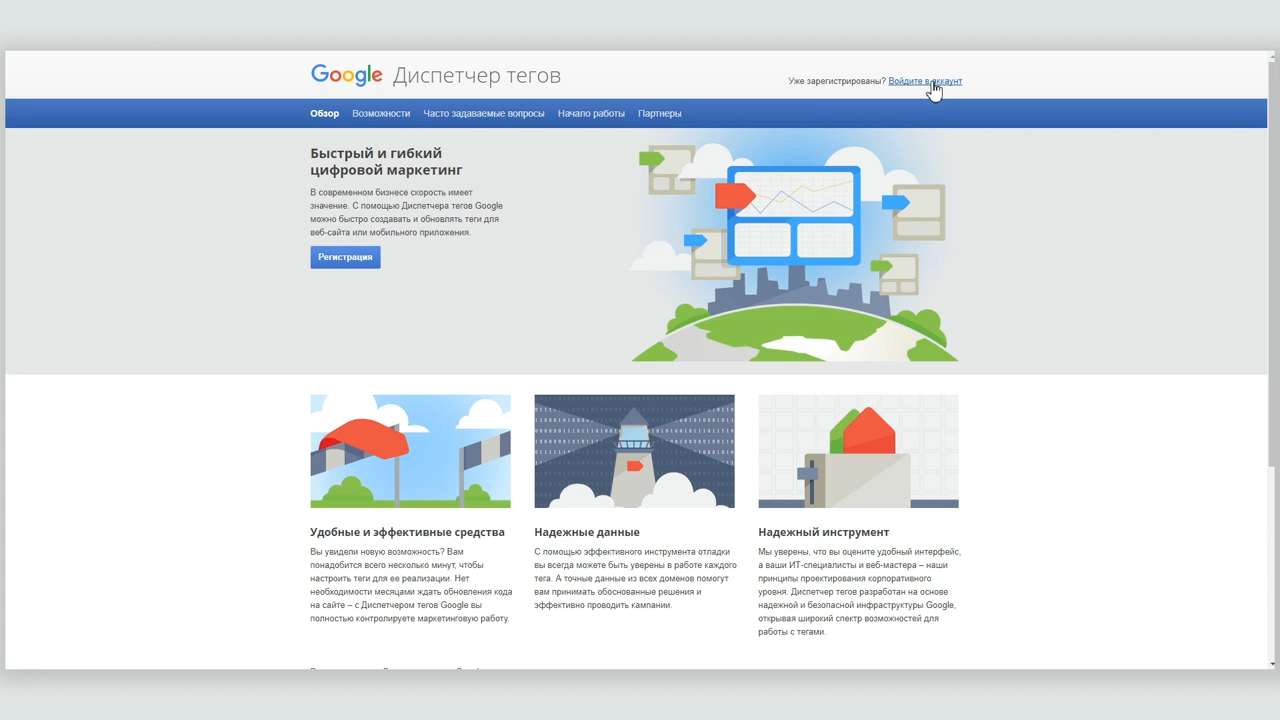 Google Диспетчер тегов
Уже зарегистрированы? Войдите в аккаунт
Обзор Возможности Часто задаваемые вопросы Начало работы Партнеры
Быстрый и гибкий
цифровой маркетинг
В современном бизнесе скорость имеет
значение. С помощью Диспетчера тегов Google
можно быстро создавать и обновлять теги для
веб-сайта или мобильного приложения.
Регистрация
Удобные и эффективные средства
Вы увидели новую возможность? Вам
понадобится всего несколько минут, чтобы
настроить теги для ее реализации. Нет
необходимости месяцами ждать обновления кода
на сайте – с Диспетчером тегов Google вы
полностью контролируете маркетинговую работу.
Надежные данные
С помощью эффективного инструмента отладки
вы всегда можете быть уверены в работе каждого
тега. А точные данные из всех доменов помогут
вам принимать обоснованные решения и
эффективно проводить кампании.
Надежный инструмент
Мы уверены, что вы оцените удобный интерфейс,
а ваши ИТ-специалисты и веб-мастера – наши
принципы проектирования корпоративного
уровня. Диспетчер тегов разработан на основе
надежной и безопасной инфраструктуры Google,
открывая широкий спектр возможностей для
работы с тегами.